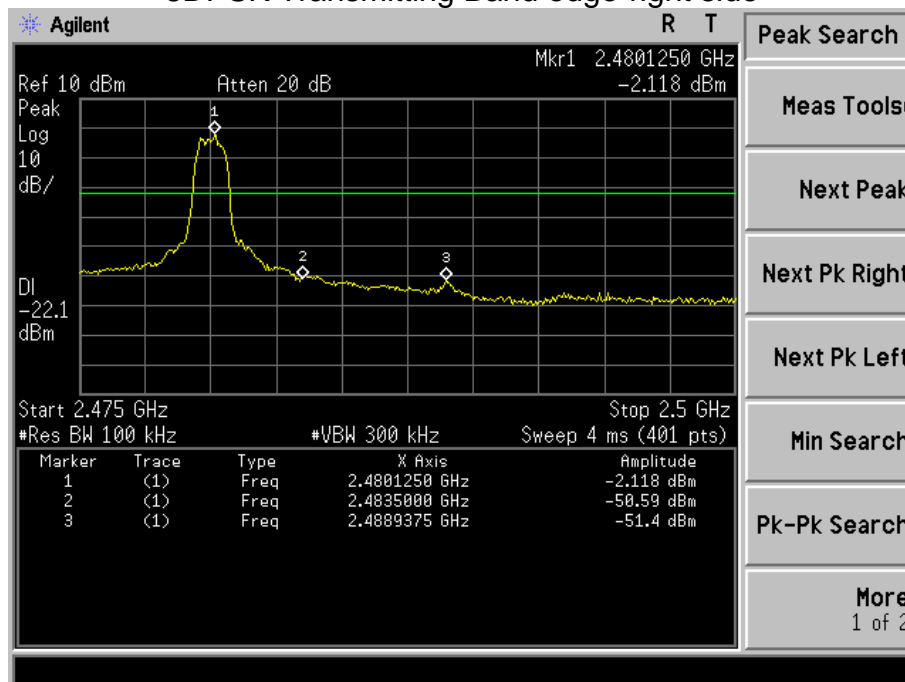 Agilent R T
Mkr1 2.4801250 GHz
Ref 10 dBm Atten 20 dB -2.118 dBm
Peak
Log
10
dB/
1
2
3
DI
-22.1
dBm
Start 2.475 GHz Stop 2.5 GHz
#Res BW 100 kHz #VBW 300 kHz Sweep 4 ms (401 pts)
Marker Trace Type X Axis Amplitude
1 (1) Freq 2.4801250 GHz -2.118 dBm
2 (1) Freq 2.4835000 GHz -50.59 dBm
3 (1) Freq 2.4889375 GHz -51.4 dBm
Peak Search
Meas Tools
Next Peak
Next Pk Right
Next Pk Left
Min Search
Pk-Pk Search
More
1 of 2